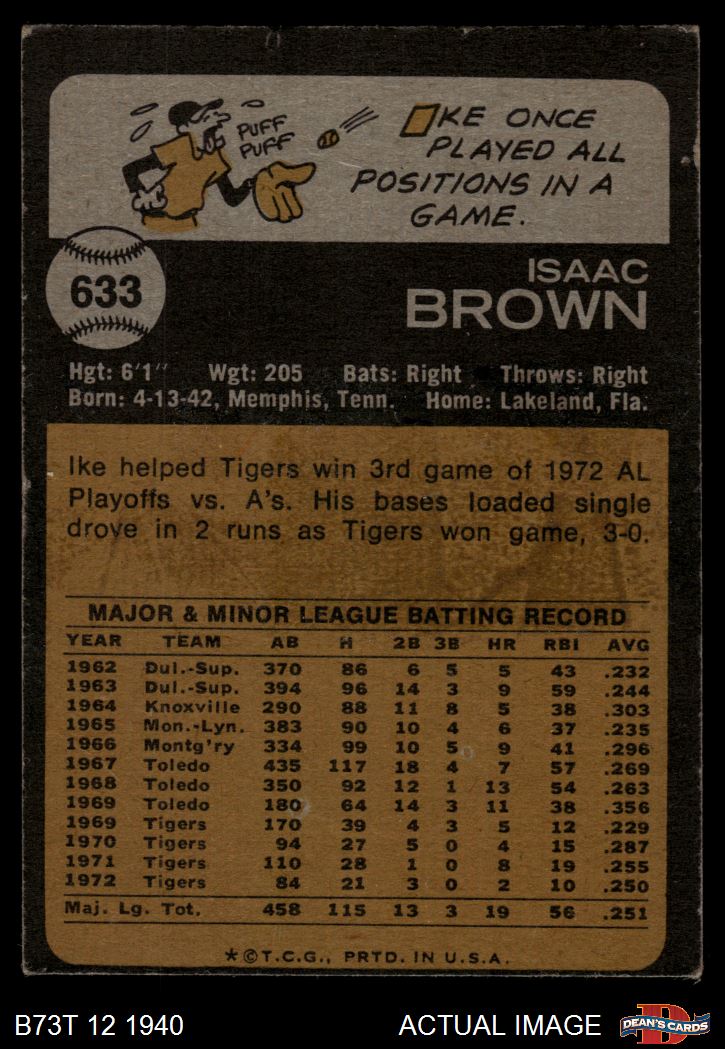 PUFF
PUFF
IKE ONCE
PLAYED ALL
POSITIONS IN A
GAME.
633
ISAAC
BROWN
Hgt: 6'1" Wgt: 205 Bats: Right Throws: Right
Born: 4-13-42, Memphis, Tenn. Home: Lakeland, Fla.
Ike helped Tigers win 3rd game of 1972 AL
Playoffs vs. A's. His bases loaded single
drove in 2 runs as Tigers won game, 3-0.
MAJOR & MINOR LEAGUE BATTING RECORD
YEAR TEAM AB H 2B 3B HR RBI AVG
1962 Dul.-Sup. 370 86 6 5 5 43 .232
1963 Dul.-Sup. 394 96 14 3 9 59 .244
1964 Knoxville 290 88 11 8 5 38 .303
1965 Mon.-Lyn. 383 90 10 4 6 37 .235
1966 Montg'ry 334 99 10 5 9 41 .296
1967 Toledo 435 117 18 4 7 57 .269
1968 Toledo 350 92 12 1 13 54 .263
1969 Toledo 180 64 14 3 11 38 .356
1969 Tigers 170 39 4 3 5 12 .229
1970 Tigers 94 27 5 0 4 15 .287
1971 Tigers 110 28 1 0 8 19 .255
1972 Tigers 84 21 3 0 2 10 .250
Maj. Lg. Tot. 458 115 13 3 19 56 .251
*©T.C.G., PRTD. IN U.S.A.
B73T 12 1940 ACTUAL IMAGE
D
DEAN'S CARDS